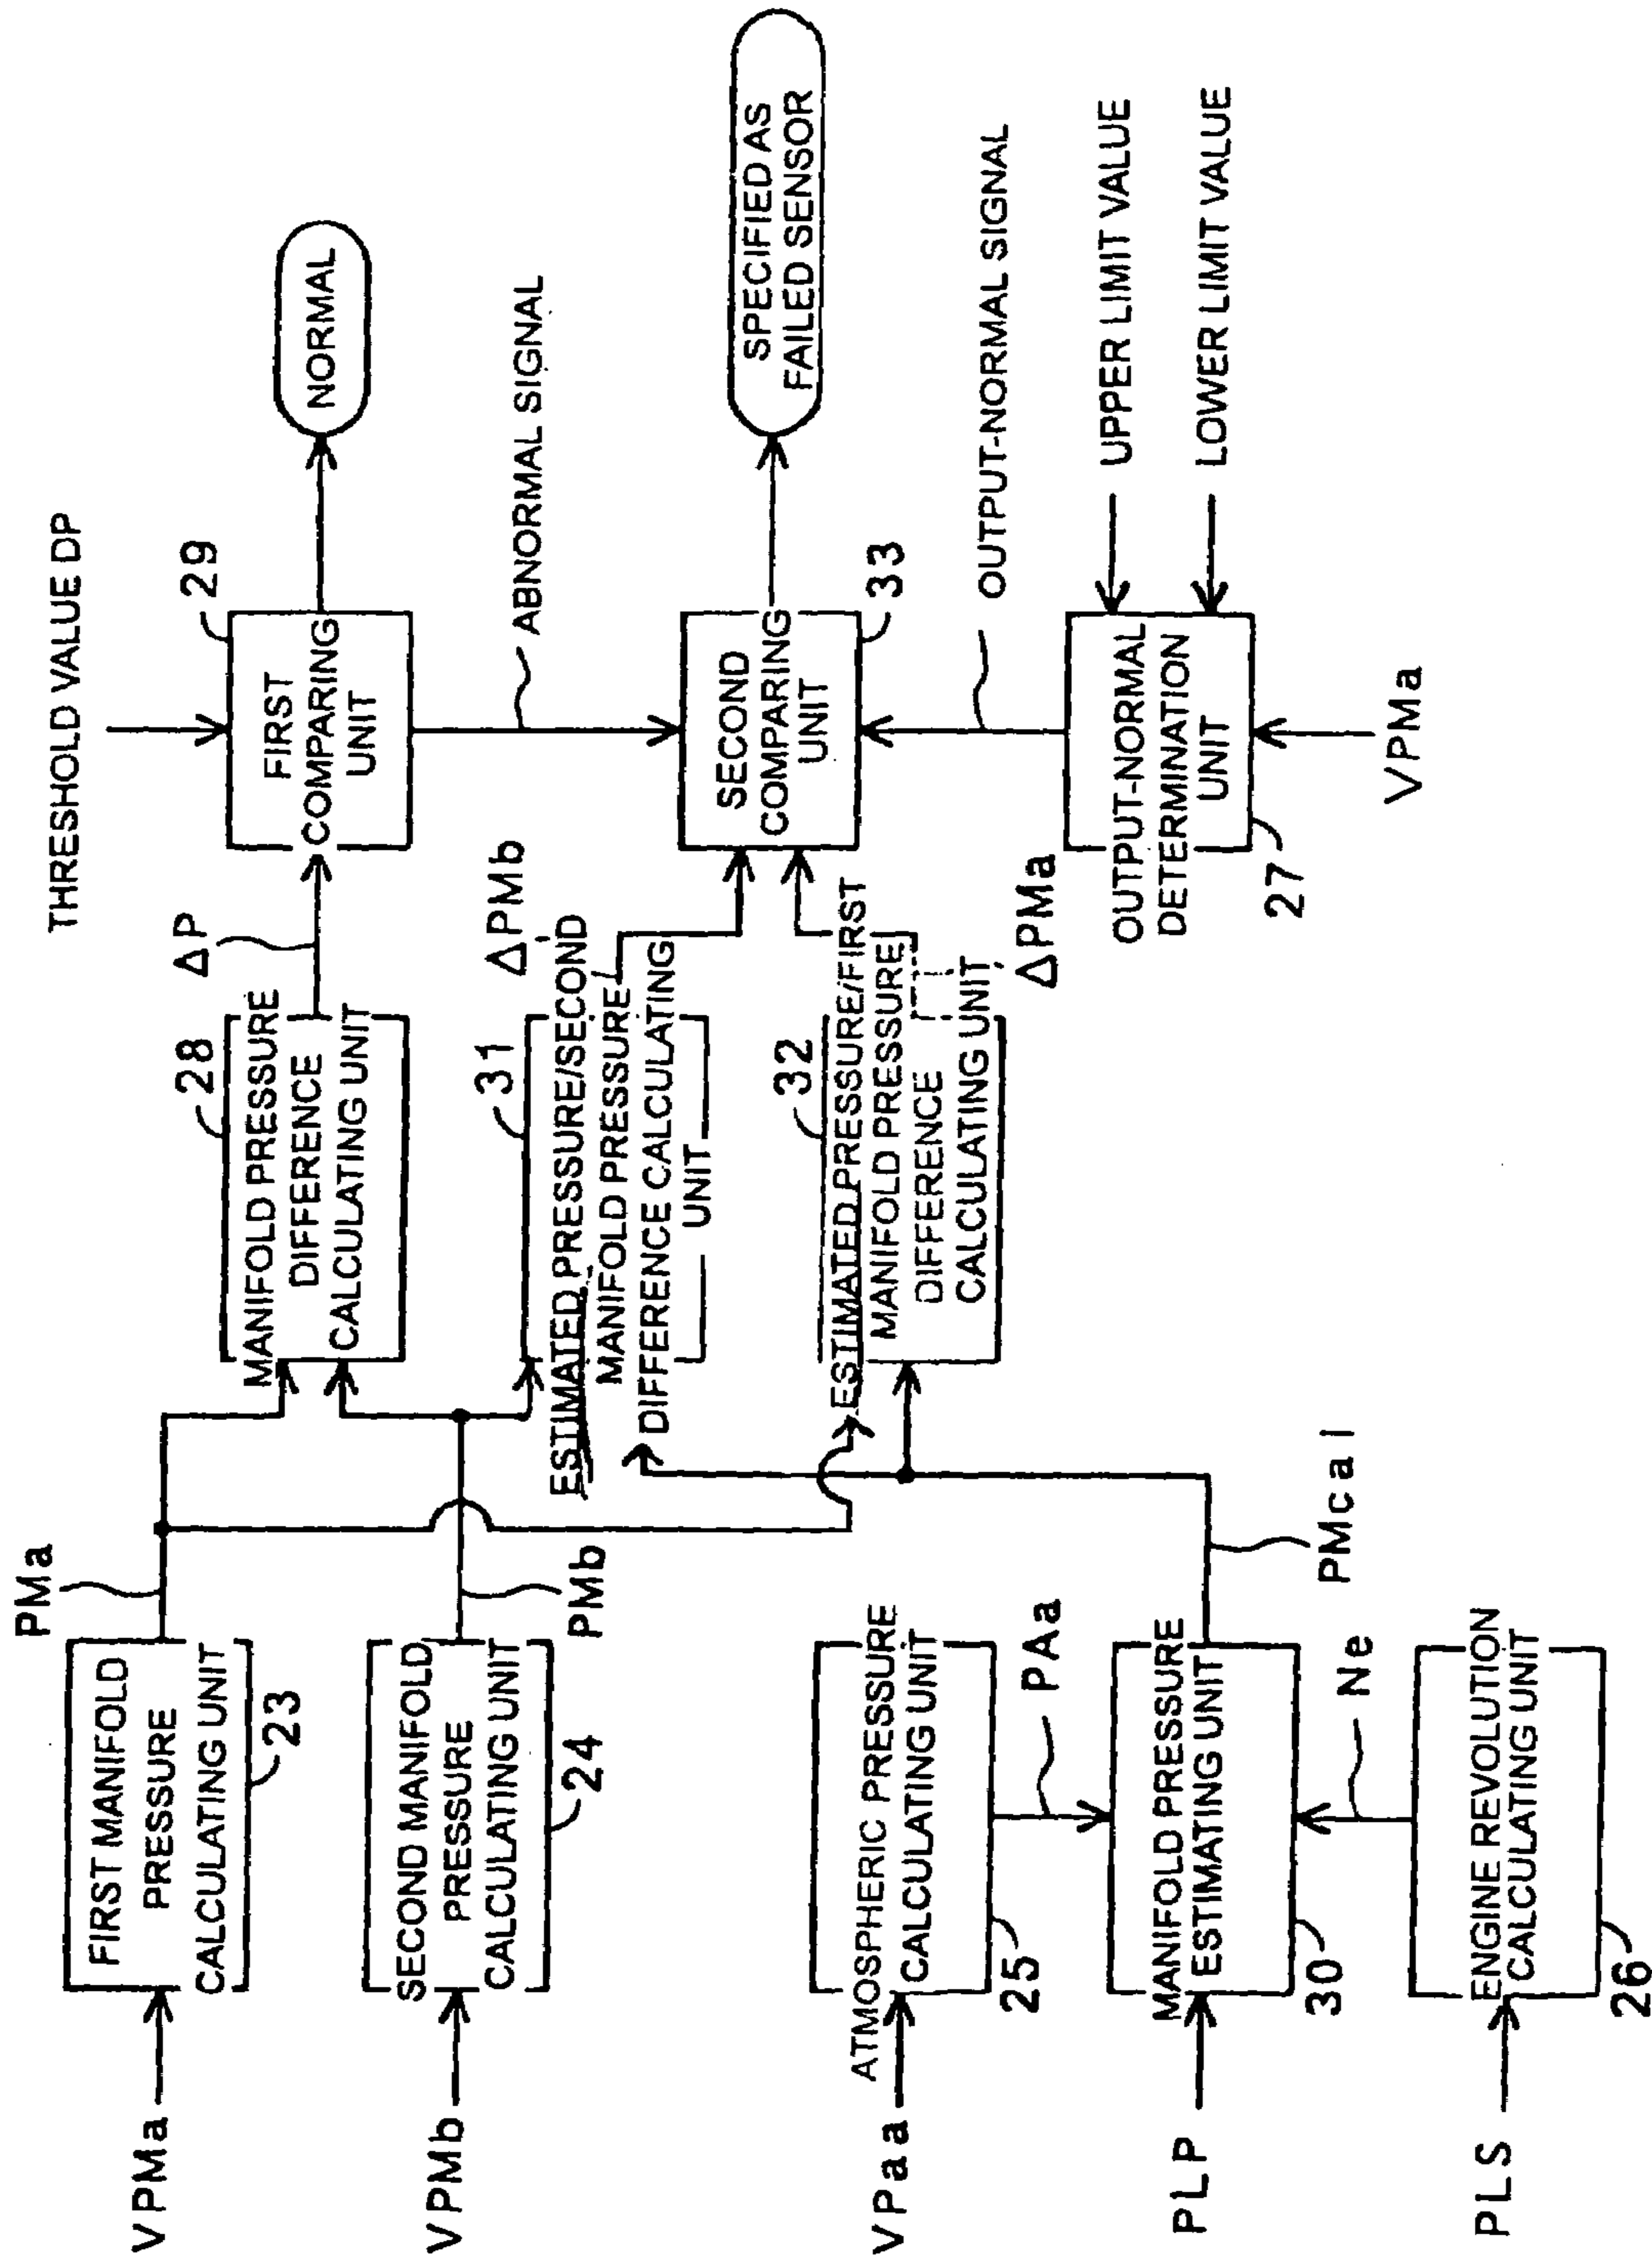 VPMa
FIRST MANIFOLD
PRESSURE
CALCULATING UNIT
23
PMa
VPMb
SECOND MANIFOLD
PRESSURE
CALCULATING UNIT
24
PMb
VPaa
ATMOSPHERIC PRESSURE
CALCULATING UNIT
25
PAa
PLP
MANIFOLD PRESSURE
ESTIMATING UNIT
30
PMcal
Ne
PLS
ENGINE REVOLUTION
CALCULATING UNIT
26
28
MANIFOLD PRESSURE
DIFFERENCE
CALCULATING UNIT
ΔP
31
ESTIMATED PRESSURE/SECOND
MANIFOLD PRESSURE
DIFFERENCE CALCULATING
UNIT
ΔPMb
32
ESTIMATED PRESSURE/FIRST
MANIFOLD PRESSURE
DIFFERENCE
CALCULATING UNIT
ΔPMa
THRESHOLD VALUE DP
29
FIRST
COMPARING
UNIT
NORMAL
ABNORMAL SIGNAL
SECOND
COMPARING
UNIT
33
SPECIFIED AS
FAILED SENSOR
OUTPUT-NORMAL SIGNAL
OUTPUT-NORMAL
DETERMINATION
UNIT
27
UPPER LIMIT VALUE
LOWER LIMIT VALUE
VPMa